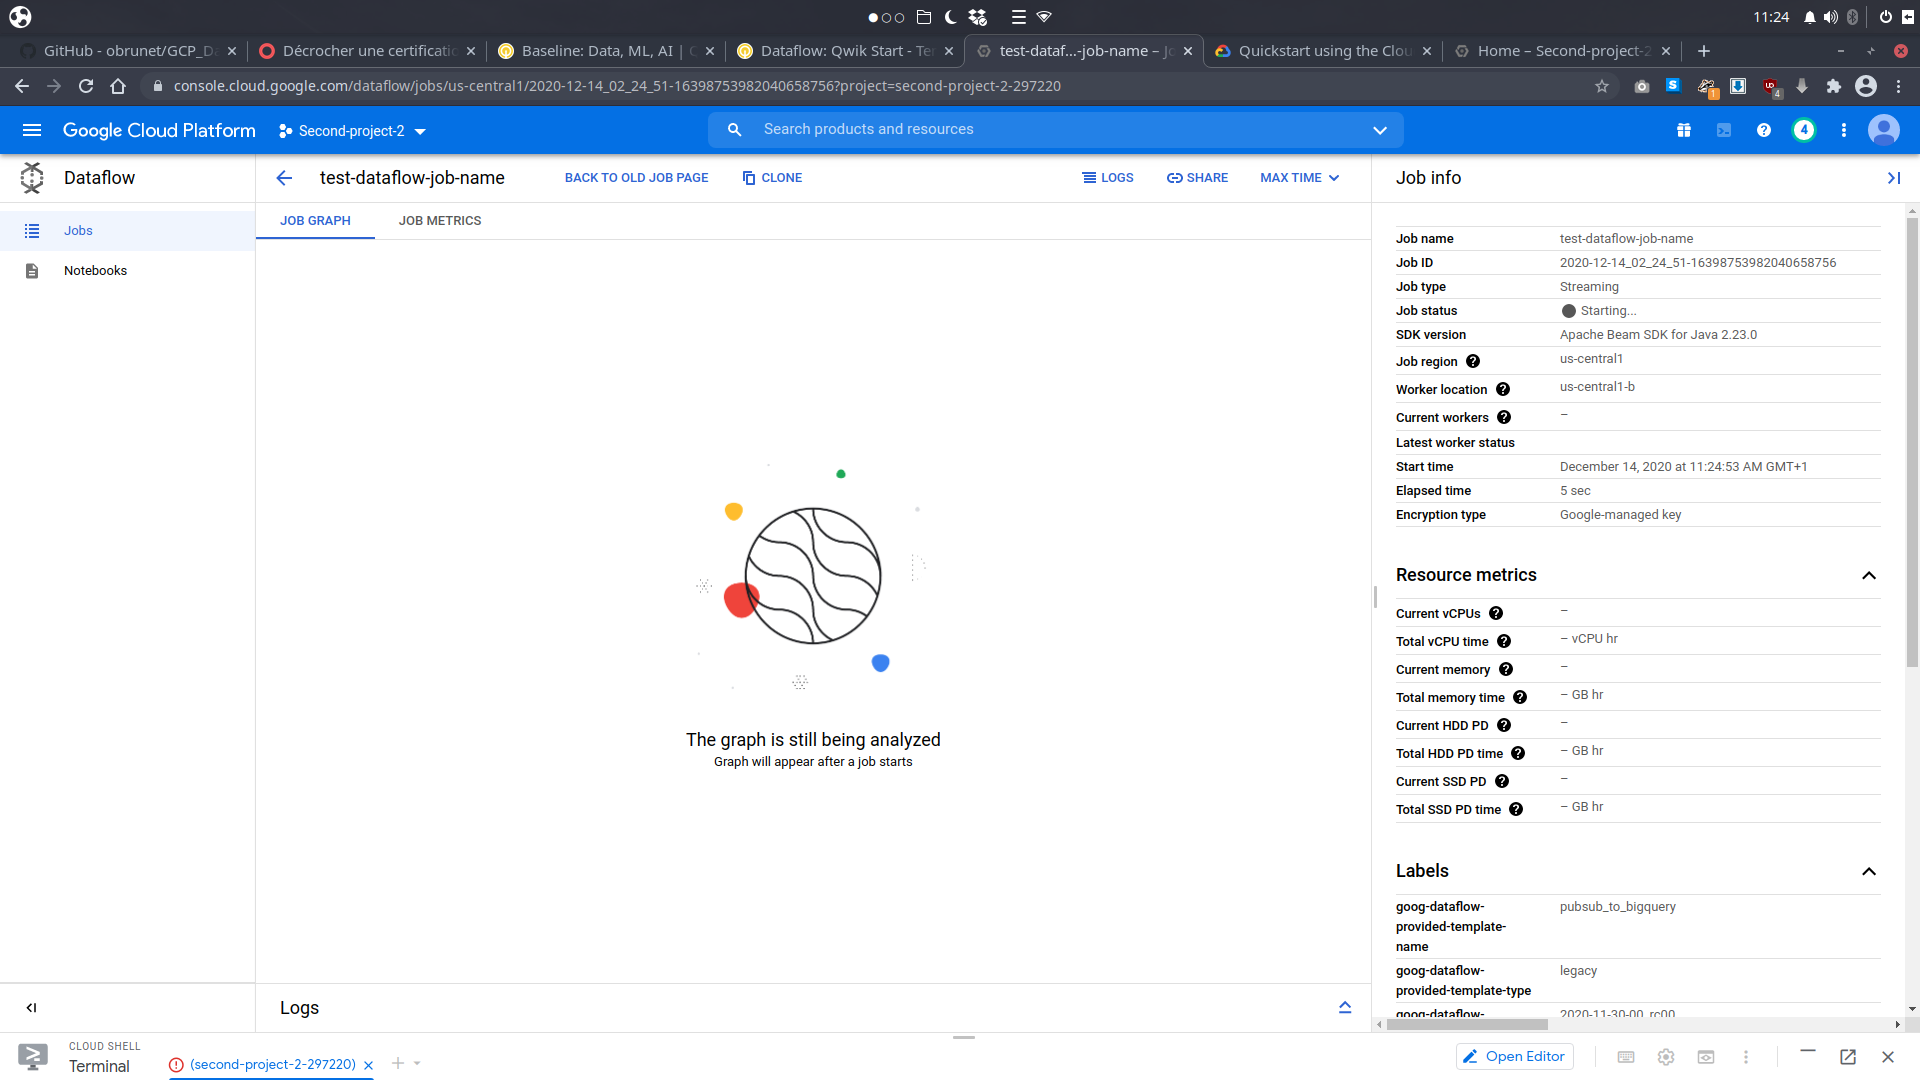 11:24
GitHub - obrunet/GCP_Da
Décrocher une certificatio
Baseline: Data, ML, AI |
Dataflow: Qwik Start - Te
test-dataf...-job-name – Jo
Quickstart using the Clou
Home – Second-project-2
console.cloud.google.com/dataflow/jobs/us-central1/2020-12-14_02_24_51-16398753982040658756?project=second-project-2-297220
1
4
Google Cloud Platform
Second-project-2
Search products and resources
4
Dataflow
test-dataflow-job-name
BACK TO OLD JOB PAGE
CLONE
LOGS
SHARE
MAX TIME
Job info
Jobs
Notebooks
JOB GRAPH
JOB METRICS
Job name test-dataflow-job-name
Job ID 2020-12-14_02_24_51-16398753982040658756
Job type Streaming
Job status Starting...
SDK version Apache Beam SDK for Java 2.23.0
Job region us-central1
Worker location us-central1-b
Current workers –
Latest worker status
Start time December 14, 2020 at 11:24:53 AM GMT+1
Elapsed time 5 sec
Encryption type Google-managed key
Resource metrics
Current vCPUs –
Total vCPU time – vCPU hr
Current memory –
Total memory time – GB hr
Current HDD PD –
Total HDD PD time – GB hr
Current SSD PD –
Total SSD PD time – GB hr
The graph is still being analyzed
Graph will appear after a job starts
Labels
goog-dataflow-provided-template-name pubsub_to_bigquery
goog-dataflow-provided-template-type legacy
goog-dataflow- 2020-11-30-00_rc00
Logs
CLOUD SHELL
Terminal
(second-project-2-297220)
Open Editor